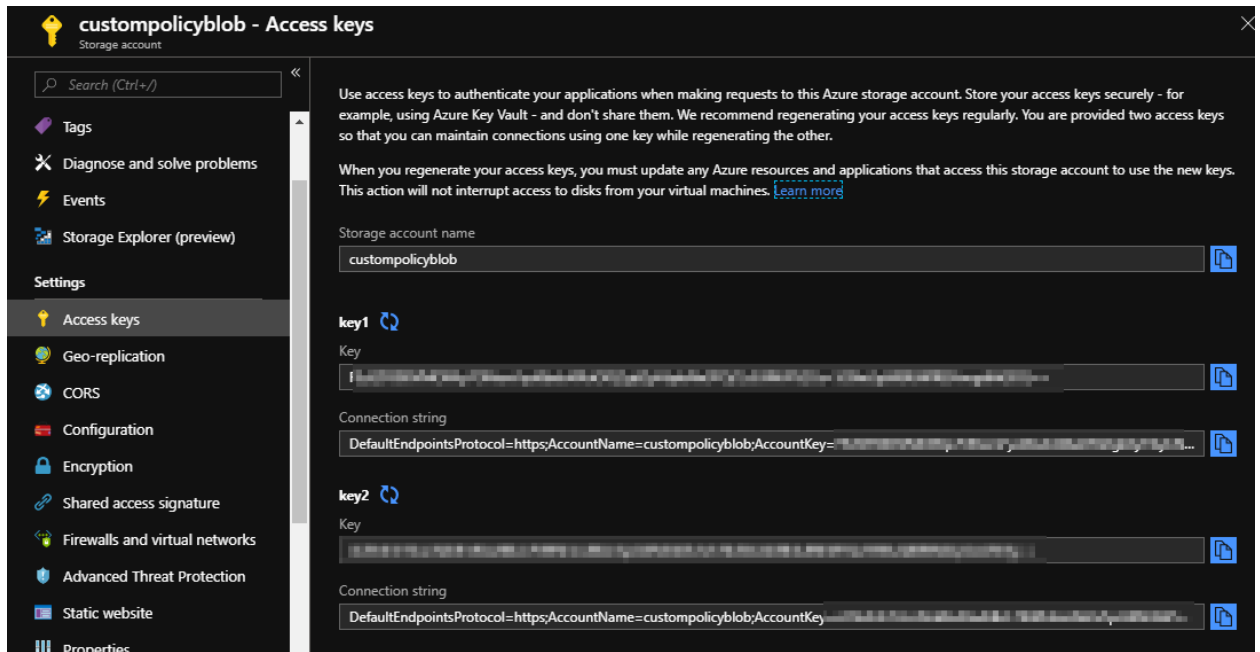 custompolicyblob - Access keys
Storage account
Search (Ctrl+/)
Tags
Diagnose and solve problems
Events
Storage Explorer (preview)
Settings
Access keys
Geo-replication
CORS
Configuration
Encryption
Shared access signature
Firewalls and virtual networks
Advanced Threat Protection
Static website
Properties
Use access keys to authenticate your applications when making requests to this Azure storage account. Store your access keys securely - for
example, using Azure Key Vault - and don't share them. We recommend regenerating your access keys regularly. You are provided two access keys
so that you can maintain connections using one key while regenerating the other.
When you regenerate your access keys, you must update any Azure resources and applications that access this storage account to use the new keys.
This action will not interrupt access to disks from your virtual machines. Learn more
Storage account name
custompolicyblob
key1
Key
Connection string
DefaultEndpointsProtocol=https;AccountName=custompolicyblob;AccountKey=
key2
Key
Connection string
DefaultEndpointsProtocol=https;AccountName=custompolicyblob;AccountKey